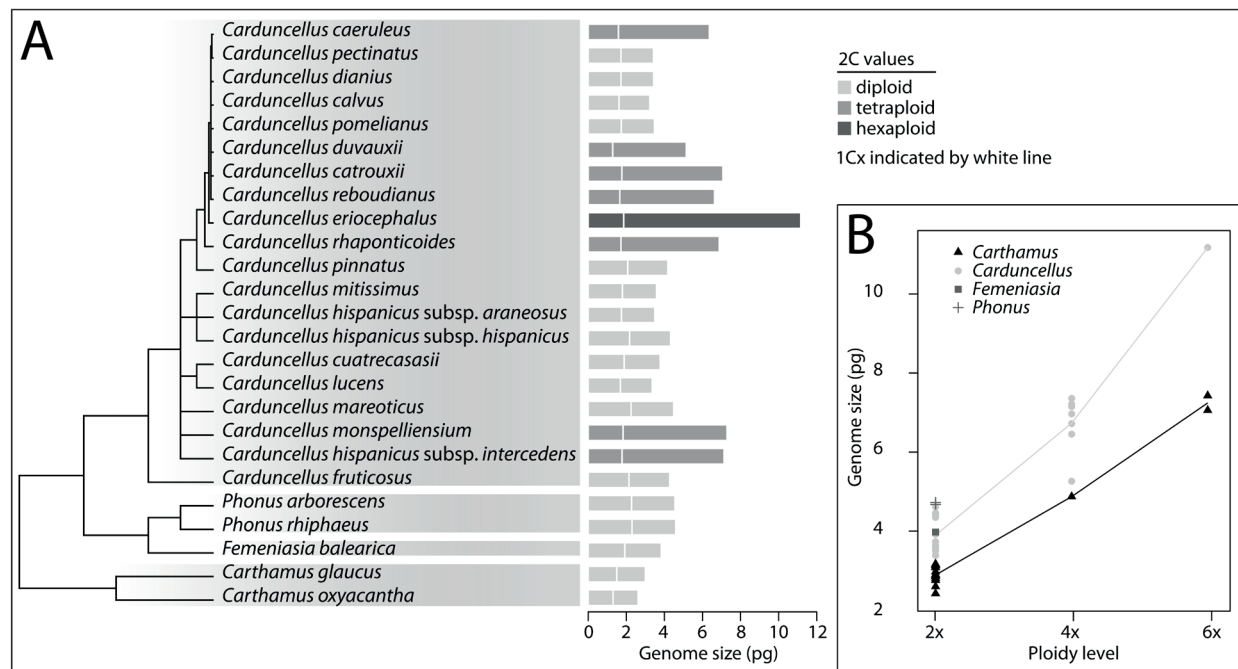 A
Carduncellus caeruleus
Carduncellus pectinatus
Carduncellus dianius
Carduncellus calvus
Carduncellus pomelianus
Carduncellus duvauxii
Carduncellus catrouxii
Carduncellus reboudianus
Carduncellus eriocephalus
Carduncellus rhaponticoides
Carduncellus pinnatus
Carduncellus mitissimus
Carduncellus hispanicus subsp. araneosus
Carduncellus hispanicus subsp. hispanicus
Carduncellus cuatrecasasii
Carduncellus lucens
Carduncellus mareoticus
Carduncellus monspelliensium
Carduncellus hispanicus subsp. intercedens
Carduncellus fruticosus
Phonus arborescens
Phonus rhiphaeus
Femeniasia balearica
Carthamus glaucus
Carthamus oxyacantha
0 2 4 6 8 10 12
Genome size (pg)
2C values
diploid
tetraploid
hexaploid
1Cx indicated by white line
B
Carthamus
Carduncellus
Femeniasia
Phonus
Genome size (pg)
10
8
6
4
2
2x 4x 6x
Ploidy level